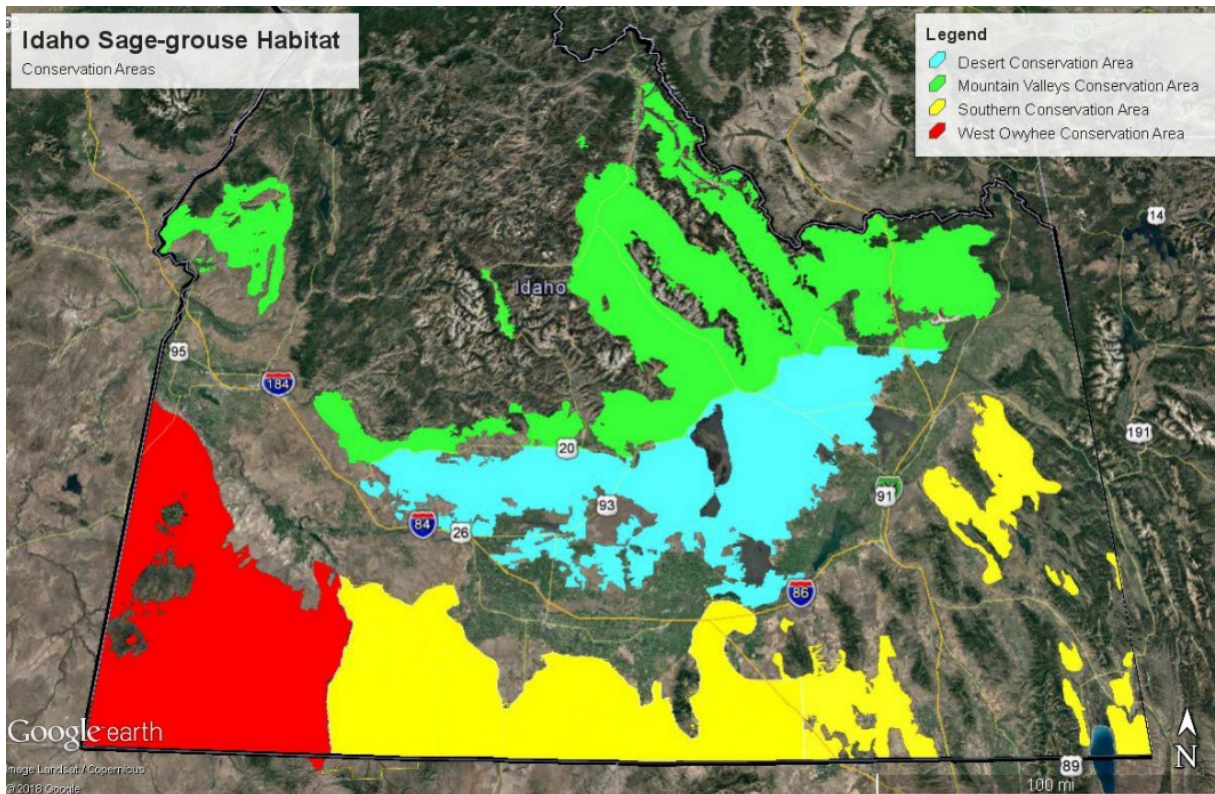 Idaho Sage-grouse Habitat
Conservation Areas
Legend
Desert Conservation Area
Mountain Valleys Conservation Area
Southern Conservation Area
West Owyhee Conservation Area
14
Idaho
95
184
191
20
93
91
84
26
86
Google earth
Image Landsat / Copernicus
© 2018 Google
89
100 mi
N